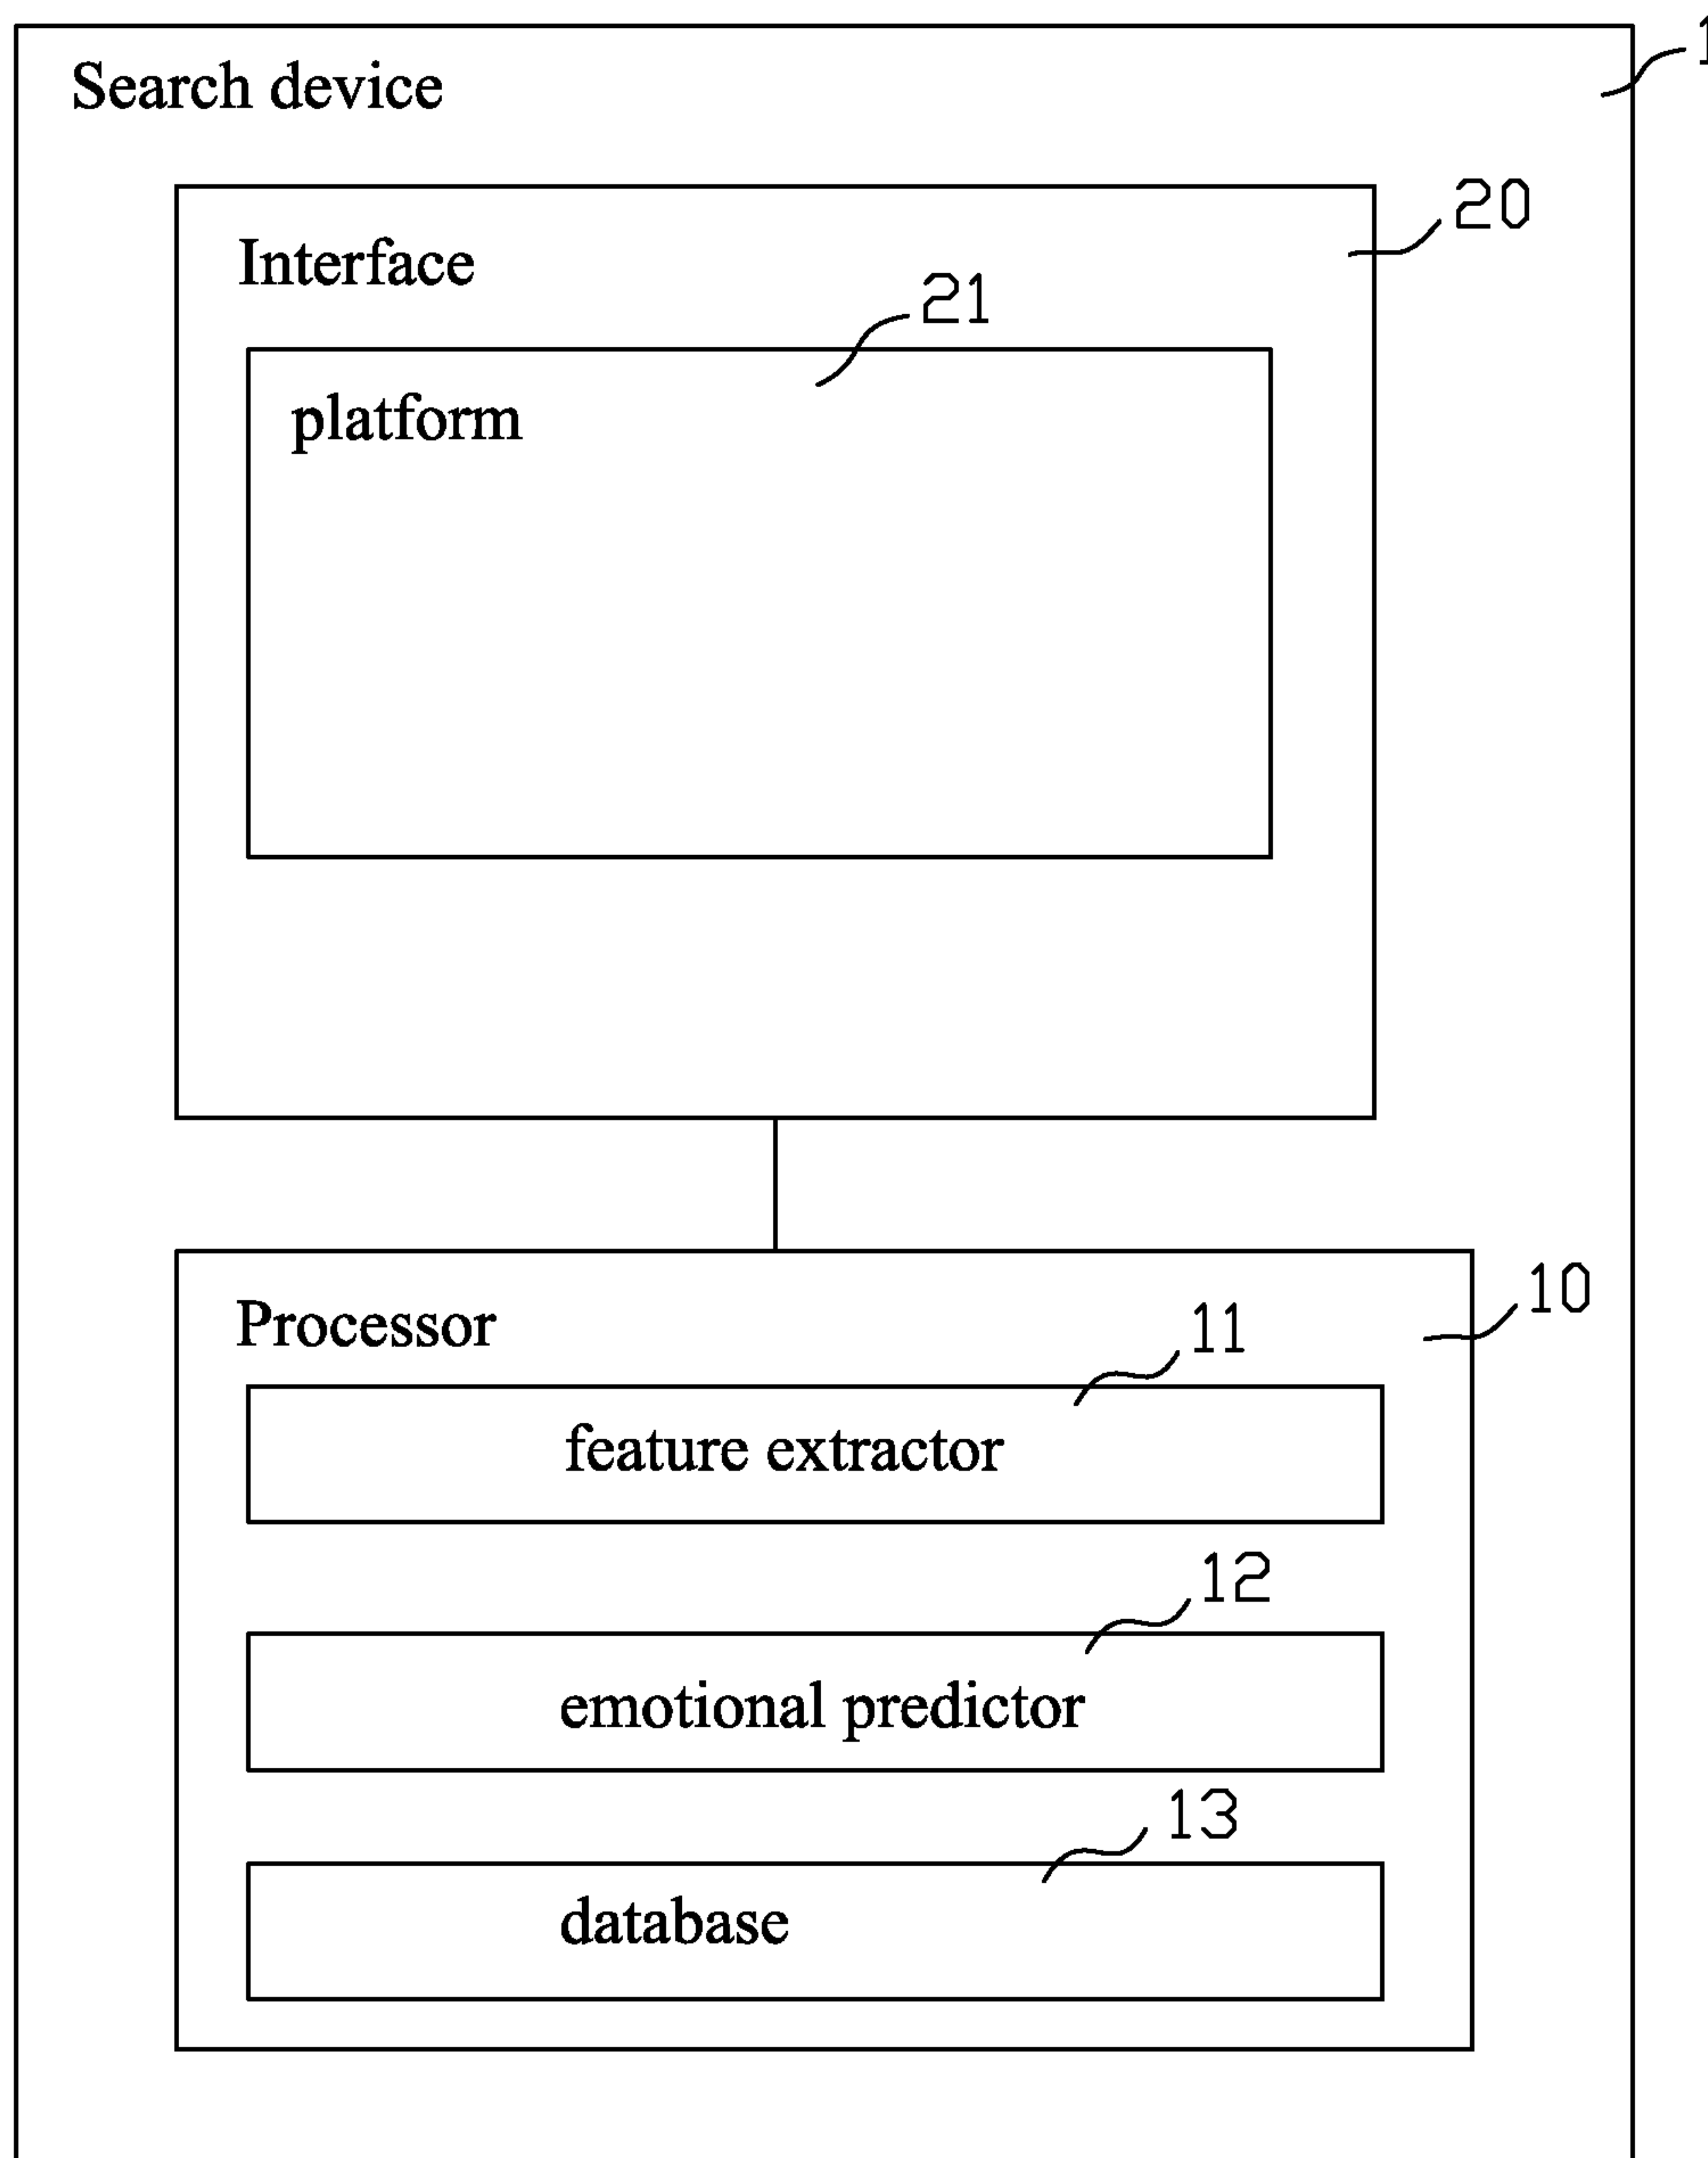 Search device
20
Interface
21
platform
10
Processor
11
feature extractor
12
emotional predictor
13
database